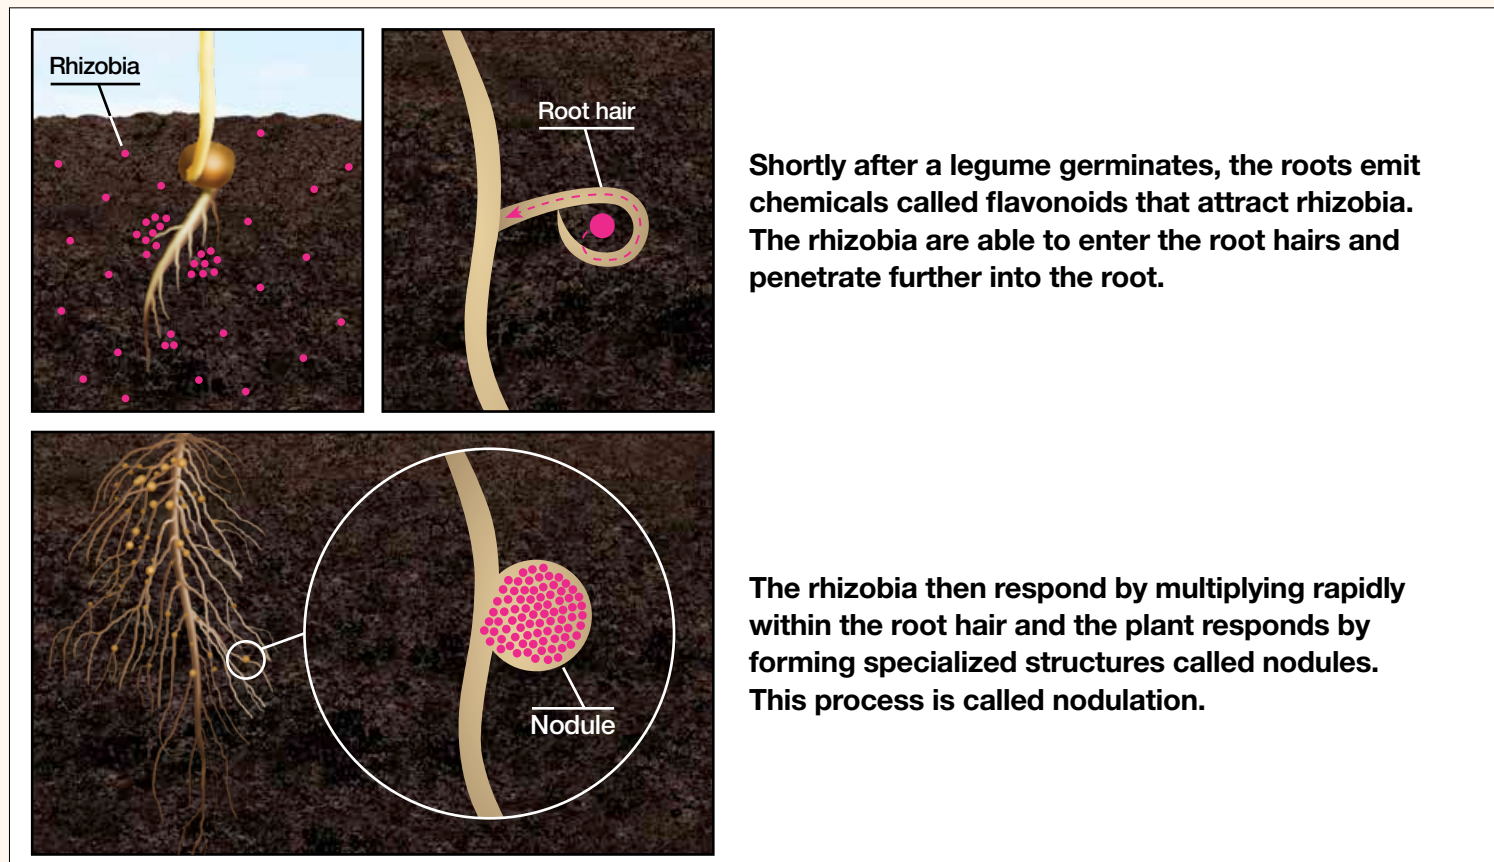 Rhizobia
Root hair
Shortly after a legume germinates, the roots emit
chemicals called flavonoids that attract rhizobia.
The rhizobia are able to enter the root hairs and
penetrate further into the root.
Nodule
The rhizobia then respond by multiplying rapidly
within the root hair and the plant responds by
forming specialized structures called nodules.
This process is called nodulation.